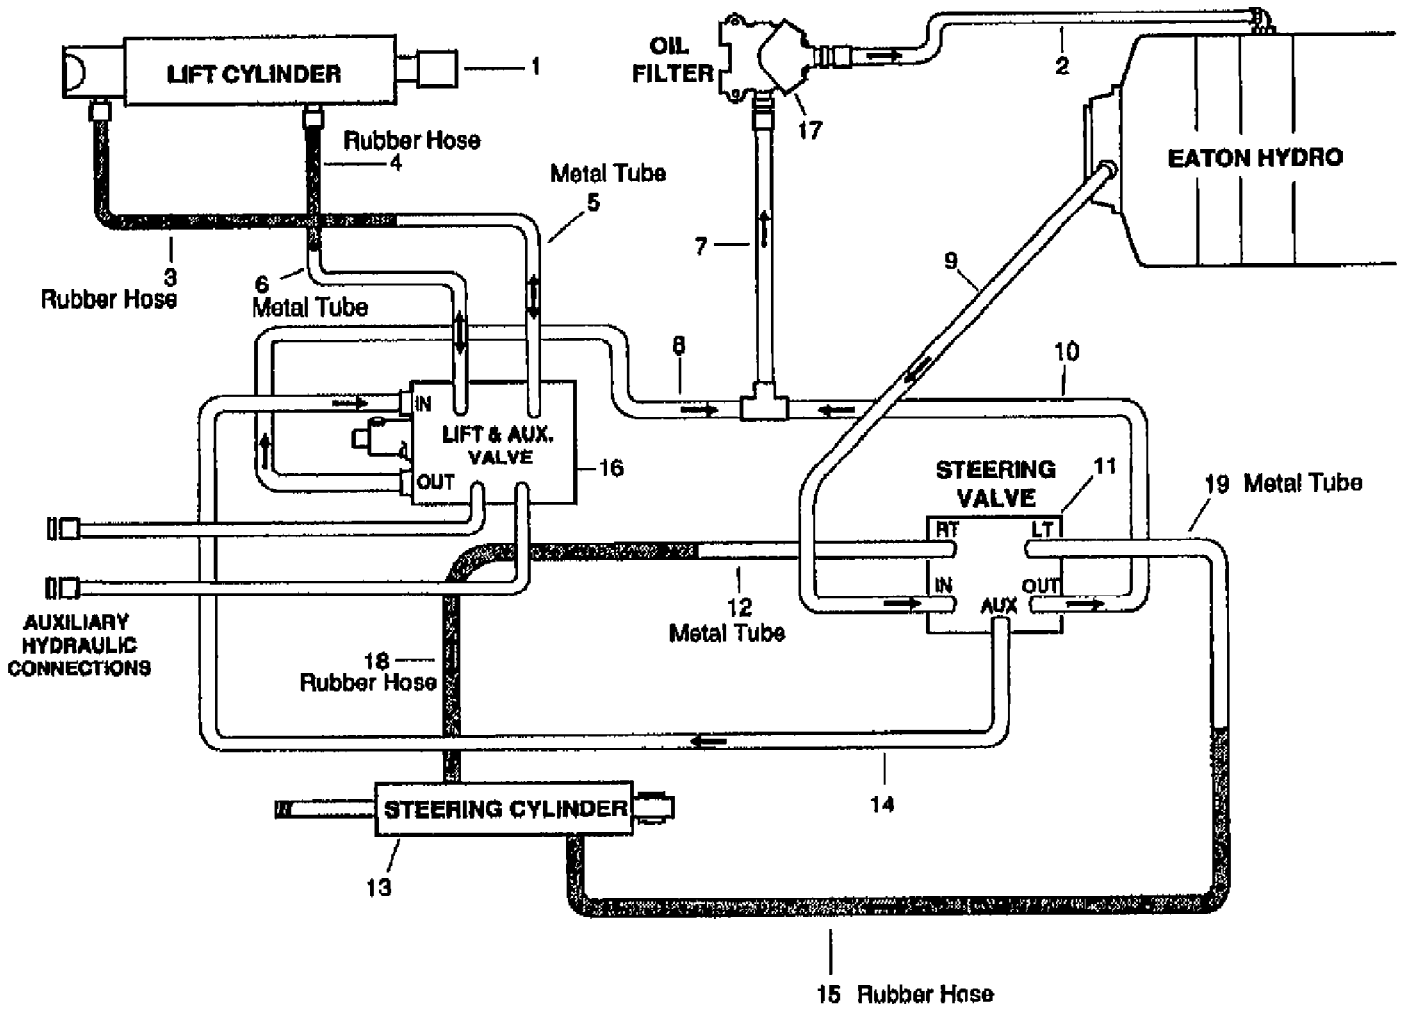 OIL
FILTER
LIFT CYLINDER
1
2
17
Rubber Hose
4
EATON HYDRO
Metal Tube
5
7
9
3
Rubber Hose
6
Metal Tube
8
10
IN
LIFT & AUX.
VALVE
16
OUT
STEERING
VALVE
11
19 Metal Tube
RT
LT
IN
OUT
AUX
12
Metal Tube
AUXILIARY
HYDRAULIC
CONNECTIONS
18
Rubber Hose
14
STEERING CYLINDER
13
15 Rubber Hose